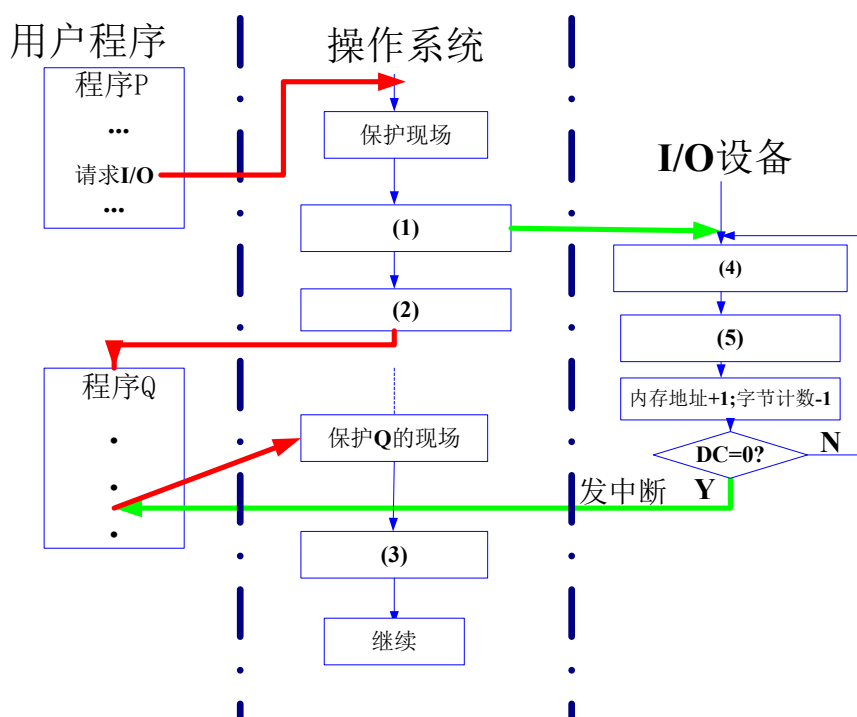 用户程序
程序P
...
请求I/O
...
程序Q
操作系统
保护现场
(1)
(2)
保护Q的现场
(3)
继续
I/O设备
(4)
(5)
内存地址+1;字节计数-1
DC=0?
N
Y
发中断